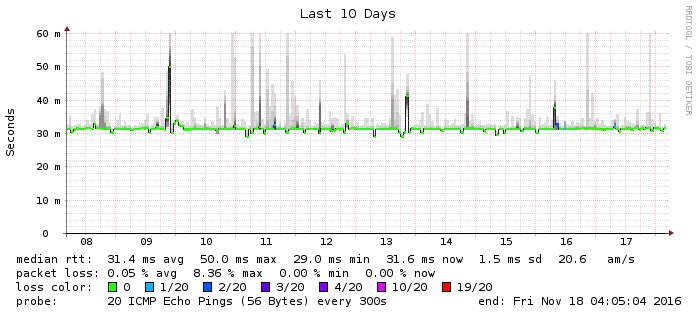 Last 10 Days
RRDTOOL / TOBI OETIKER
Seconds
60 m
50 m
40 m
30 m
20 m
10 m
0
08 09 10 11 12 13 14 15 16 17
median rtt: 31.4 ms avg 50.0 ms max 29.0 ms min 31.6 ms now 1.5 ms sd 20.6 am/s
packet loss: 0.05 % avg 8.36 % max 0.00 % min 0.00 % now
loss color: 0 1/20 2/20 3/20 4/20 10/20 19/20
probe: 20 ICMP Echo Pings (56 Bytes) every 300s end: Fri Nov 18 04:05:04 2016